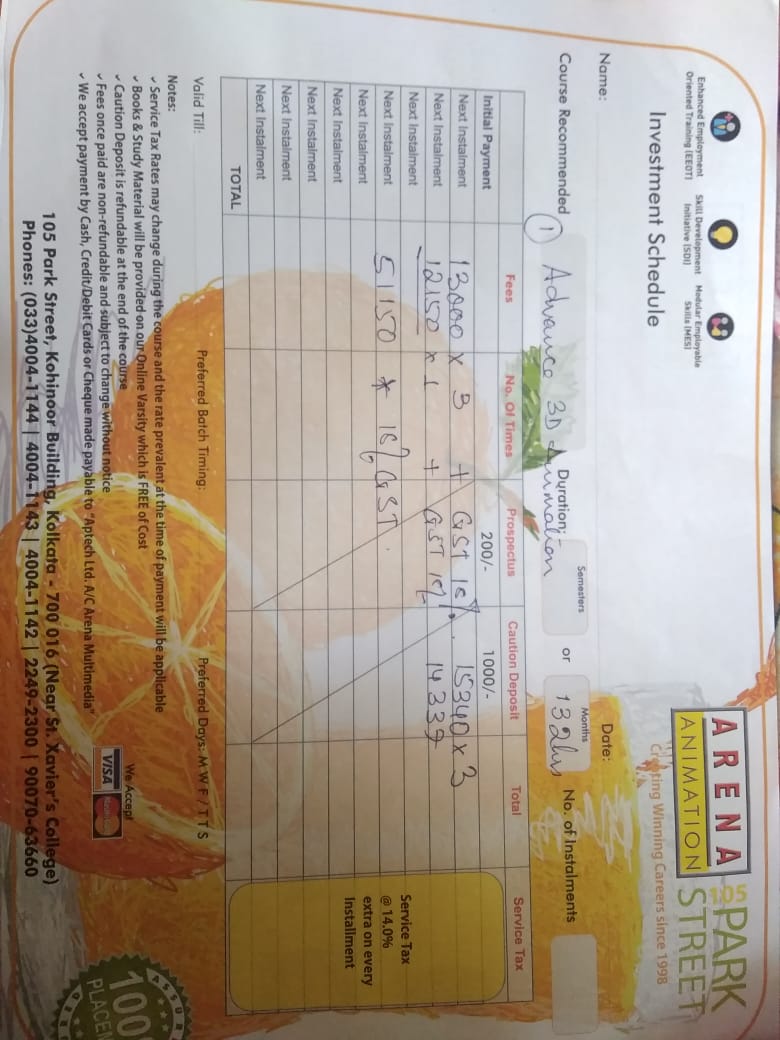 Enhanced Employment
Oriented Training (EEOT)
Skill Development
Initiative (SDI)
Modular Employable
Skills (MES)
ARENA
ANIMATION
105 PARK
STREET
Creating Winning Careers since 1998
Investment Schedule
Name:
Date:
Course Recommended
Duration:
Semesters
or
Months
132hrs
No. of Instalments
1 Advance 3D Animation
Fees No. Of Times Prospectus Caution Deposit Total Service Tax
Initial Payment 200/- 1000/-
Next Instalment 13000 x 3 + GST 18%. 15340 x 3
Next Instalment 12150 x 1 + GST 18% 14337
Next Instalment
Next Instalment 51150 * 18% GST.
Next Instalment
Next Instalment
Next Instalment
Next Instalment
Next Instalment
TOTAL
Service Tax
@ 14.0%
extra on every
Installment
Valid Till: Preferred Batch Timing: Preferred Days: M W F / T T S
Notes:
✓ Service Tax Rates may change during the course and the rate prevalent at the time of payment will be applicable
✓ Books & Study Material will be provided on our Online Varsity which is FREE of Cost
✓ Caution Deposit is refundable at the end of the course
✓ Fees once paid are non-refundable and subject to change without notice
✓ We accept payment by Cash, Credit/Debit Cards or Cheque made payable to "Aptech Ltd. A/C Arena Multimedia"
We Accept
VISA
MasterCard
105 Park Street, Kohinoor Building, Kolkata - 700 016 (Near St. Xavier's College)
Phones: (033)4004-1144 | 4004-1143 | 4004-1142 | 2249-2300 | 90070-63660
100